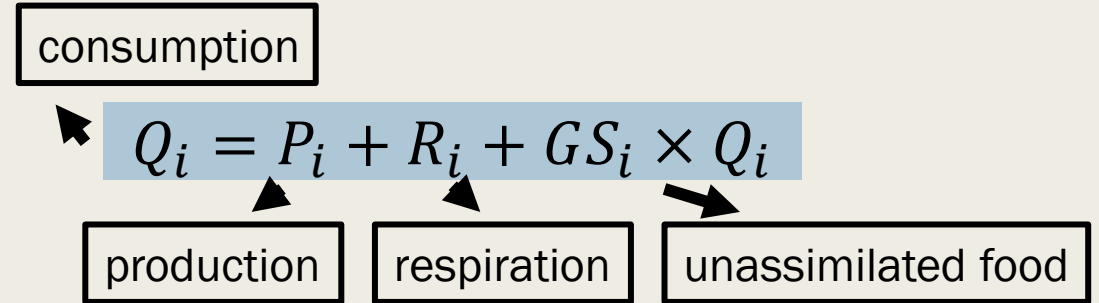 consumption
Qᵢ = Pᵢ + Rᵢ + GSᵢ × Qᵢ
production respiration unassimilated food